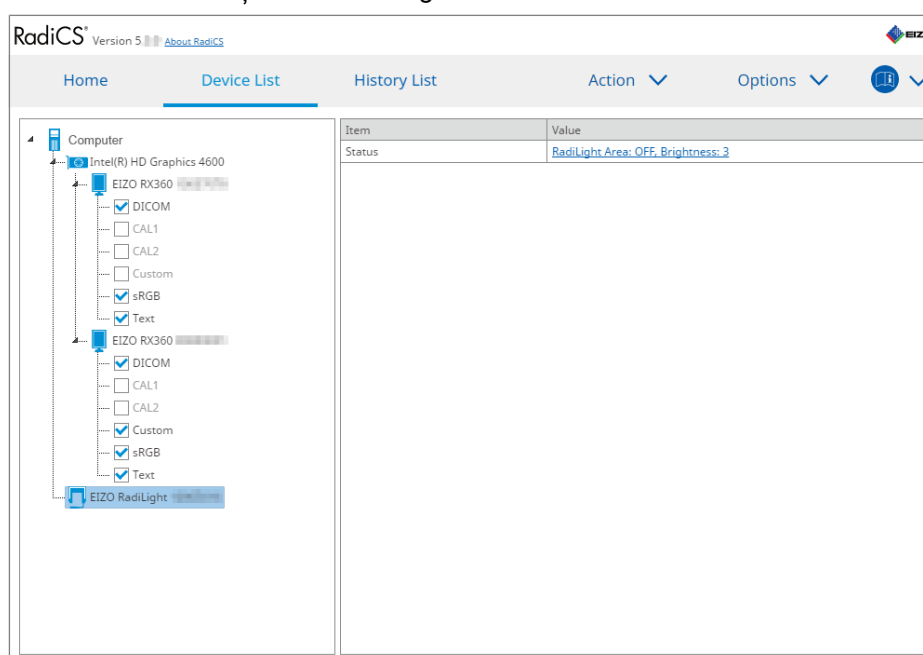 RadiCS® Version 5. About RadiCS
EIZ
Home Device List History List Action Options
Computer
Intel(R) HD Graphics 4600
EIZO RX360
DICOM
CAL1
CAL2
Custom
sRGB
Text
EIZO RX360
DICOM
CAL1
CAL2
Custom
sRGB
Text
EIZO RadiLight
Item Value
Status RadiLight Area: OFF, Brightness: 3